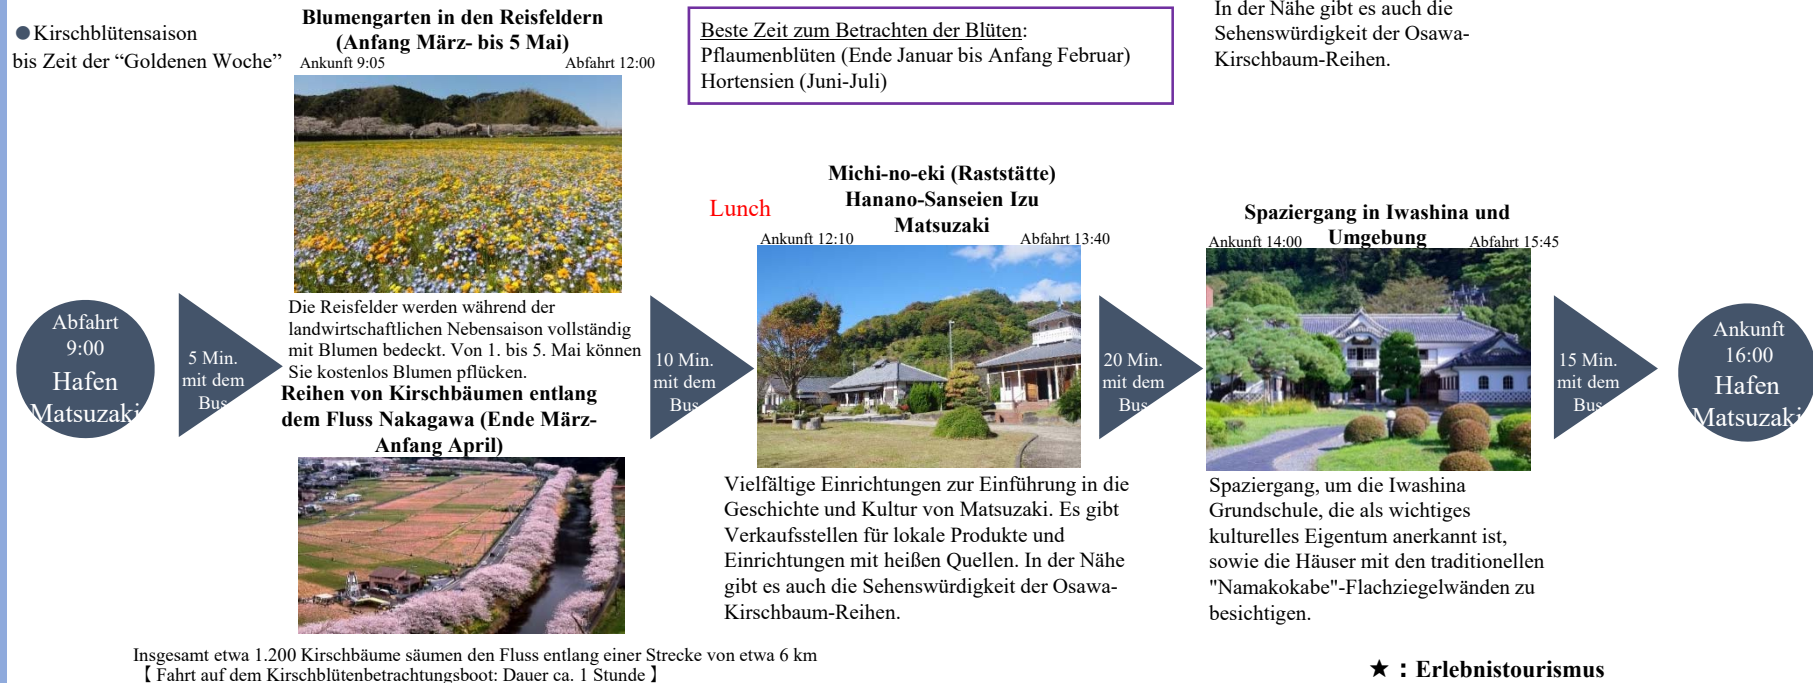 ● Kirschblütensaison
bis Zeit der “Goldenen Woche”
Blumengarten in den Reisfeldern
(Anfang März- bis 5 Mai)
Ankunft 9:05
Abfahrt 12:00
Beste Zeit zum Betrachten der Blüten:
Pflaumenblüten (Ende Januar bis Anfang Februar)
Hortensien (Juni-Juli)
In der Nähe gibt es auch die
Sehenswürdigkeit der Osawa-
Kirschbaum-Reihen.
Abfahrt
9:00
Hafen
Matsuzaki
5 Min.
mit dem
Bus
Die Reisfelder werden während der
landwirtschaftlichen Nebensaison vollständig
mit Blumen bedeckt. Von 1. bis 5. Mai können
Sie kostenlos Blumen pflücken.
Reihen von Kirschbäumen entlang
dem Fluss Nakagawa (Ende März-
Anfang April)
Insgesamt etwa 1.200 Kirschbäume säumen den Fluss entlang einer Strecke von etwa 6 km
【 Fahrt auf dem Kirschblütenbetrachtungsboot: Dauer ca. 1 Stunde 】
10 Min.
mit dem
Bus
Lunch
Michi-no-eki (Raststätte)
Hanano-Sanseien Izu
Matsuzaki
Ankunft 12:10
Abfahrt 13:40
Vielfältige Einrichtungen zur Einführung in die
Geschichte und Kultur von Matsuzaki. Es gibt
Verkaufsstellen für lokale Produkte und
Einrichtungen mit heißen Quellen. In der Nähe
gibt es auch die Sehenswürdigkeit der Osawa-
Kirschbaum-Reihen.
20 Min.
mit dem
Bus
Spaziergang in Iwashina und
Umgebung
Ankunft 14:00
Abfahrt 15:45
Spaziergang, um die Iwashina
Grundschule, die als wichtiges
kulturelles Eigentum anerkannt ist,
sowie die Häuser mit den traditionellen
"Namakokabe"-Flachziegelwänden zu
besichtigen.
15 Min.
mit dem
Bus
Ankunft
16:00
Hafen
Matsuzaki
★：Erlebnistourismus